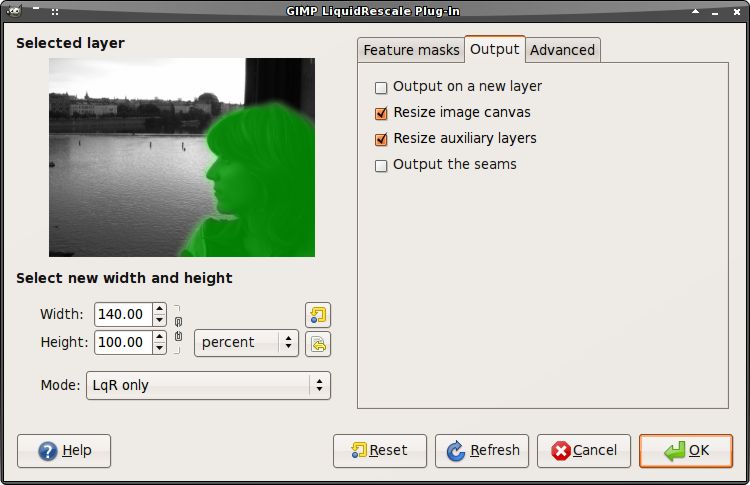 GIMP LiquidRescale Plug-In
Selected layer
Feature masks Output Advanced
Output on a new layer
Resize image canvas
Resize auxiliary layers
Output the seams
Select new width and height
Width: 140.00
Height: 100.00 percent
Mode: LqR only
Help Reset Refresh Cancel OK